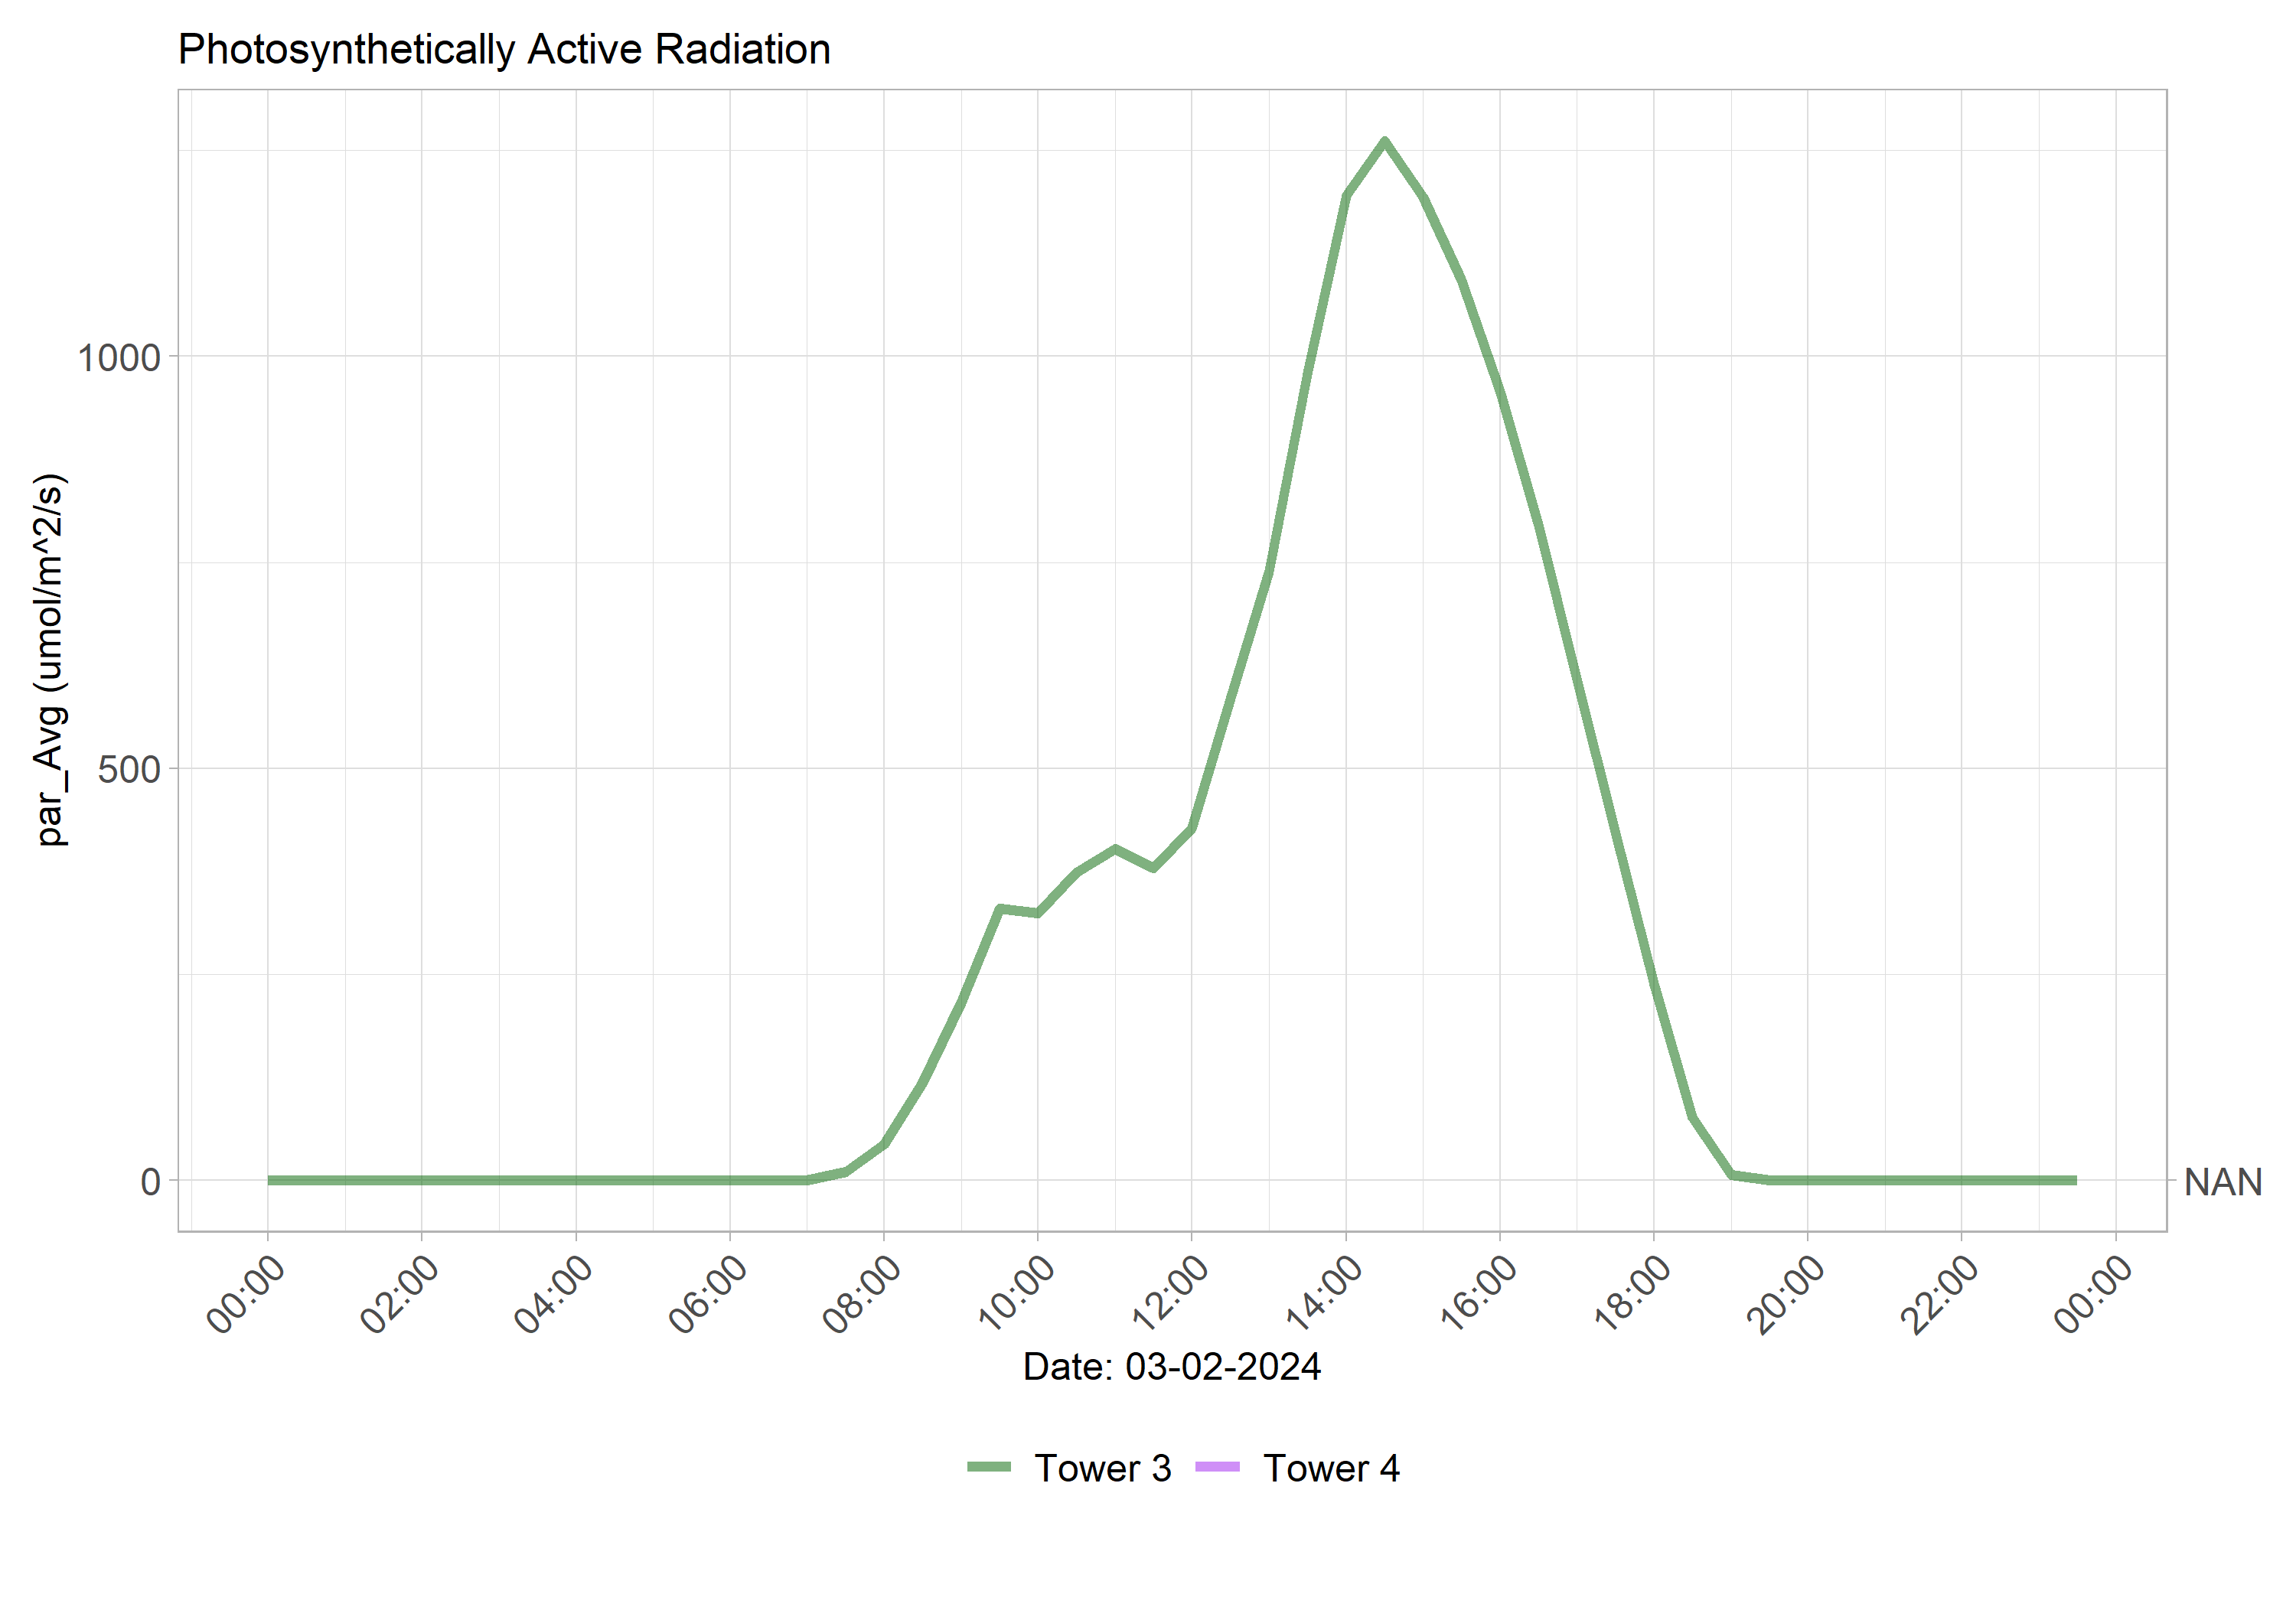 Photosynthetically Active Radiation
par_Avg (umol/m^2/s)
1000
500
0
NAN
00:00 02:00 04:00 06:00 08:00 10:00 12:00 14:00 16:00 18:00 20:00 22:00 00:00
Date: 03-02-2024
Tower 3 Tower 4